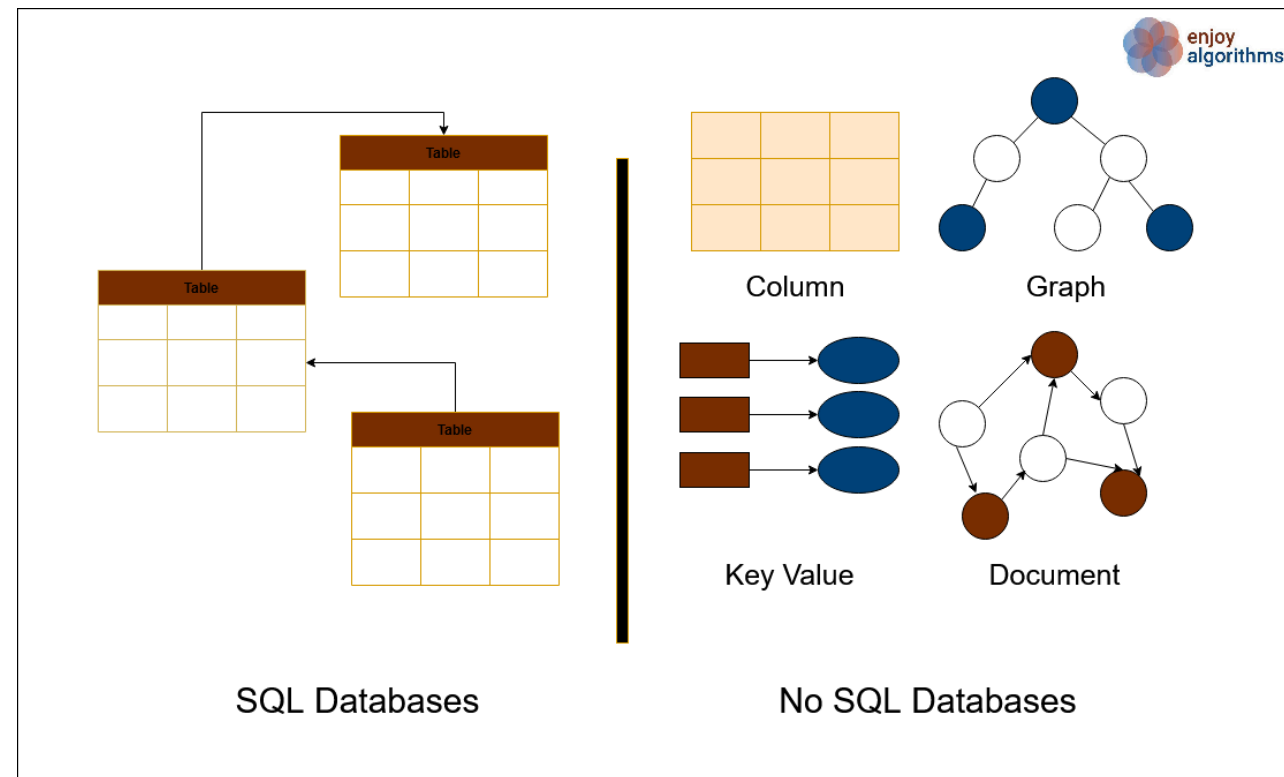 enjoy
algorithms
Table
Table
Table
Column
Graph
Key Value
Document
SQL Databases
No SQL Databases